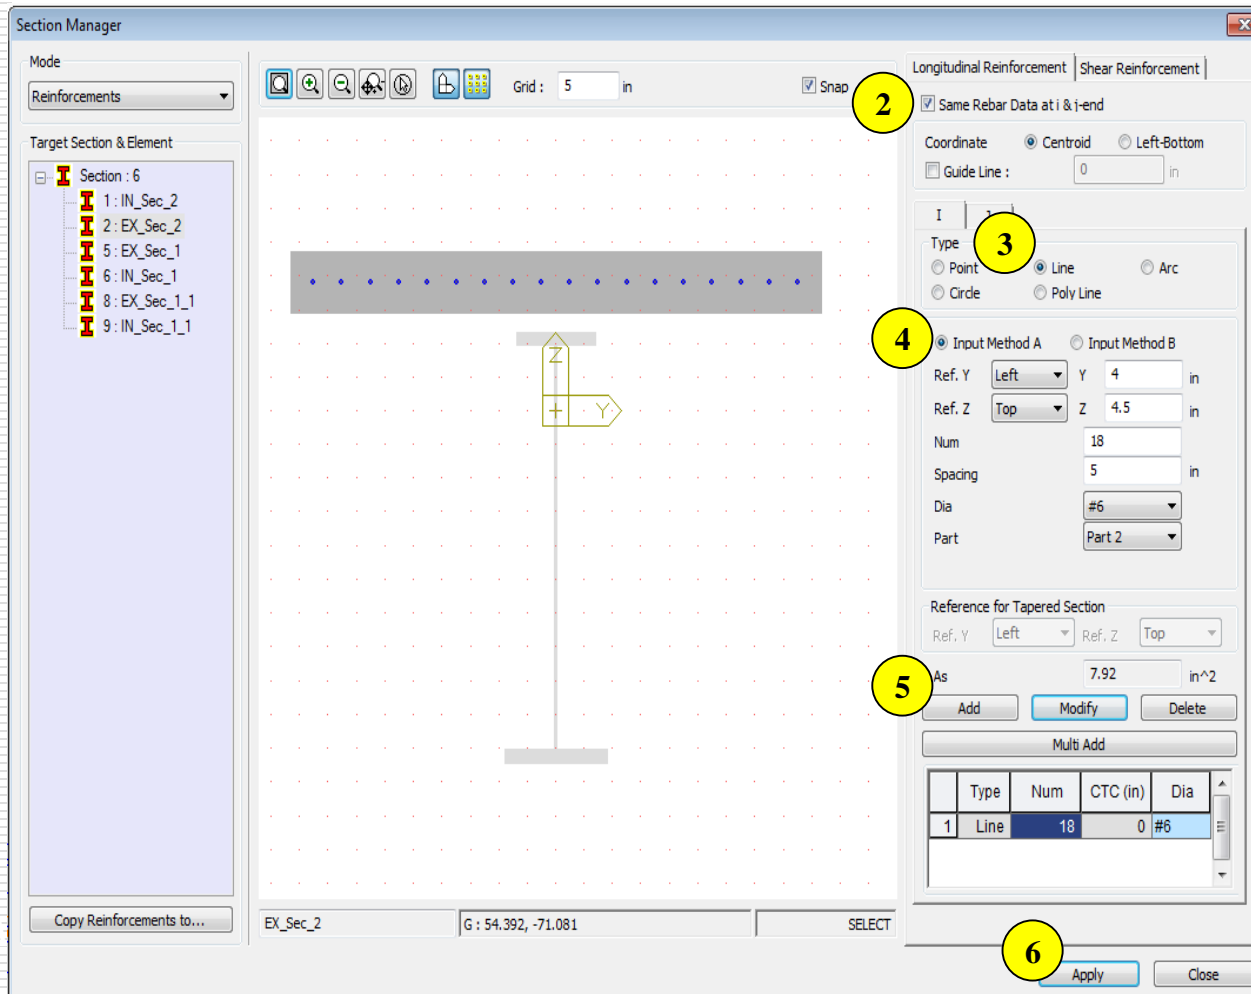 Section Manager
Mode
Reinforcements
Target Section & Element
Section : 6
1 : IN_Sec_2
2 : EX_Sec_2
5 : EX_Sec_1
6 : IN_Sec_1
8 : EX_Sec_1_1
9 : IN_Sec_1_1
Copy Reinforcements to...
Grid : 5 in
Snap
Z
Y
EX_Sec_2 G : 54.392, -71.081 SELECT
Longitudinal Reinforcement Shear Reinforcement
2 Same Rebar Data at i & j-end
Coordinate Centroid Left-Bottom
Guide Line : 0 in
I
Type 3
Point Line Arc
Circle Poly Line
4 Input Method A Input Method B
Ref. Y Left Y 4 in
Ref. Z Top Z 4.5 in
Num 18
Spacing 5 in
Dia #6
Part Part 2
Reference for Tapered Section
Ref. Y Left Ref. Z Top
5 As 7.92 in^2
Add Modify Delete
Multi Add
Type Num CTC (in) Dia
1 Line 18 0 #6
6 Apply Close